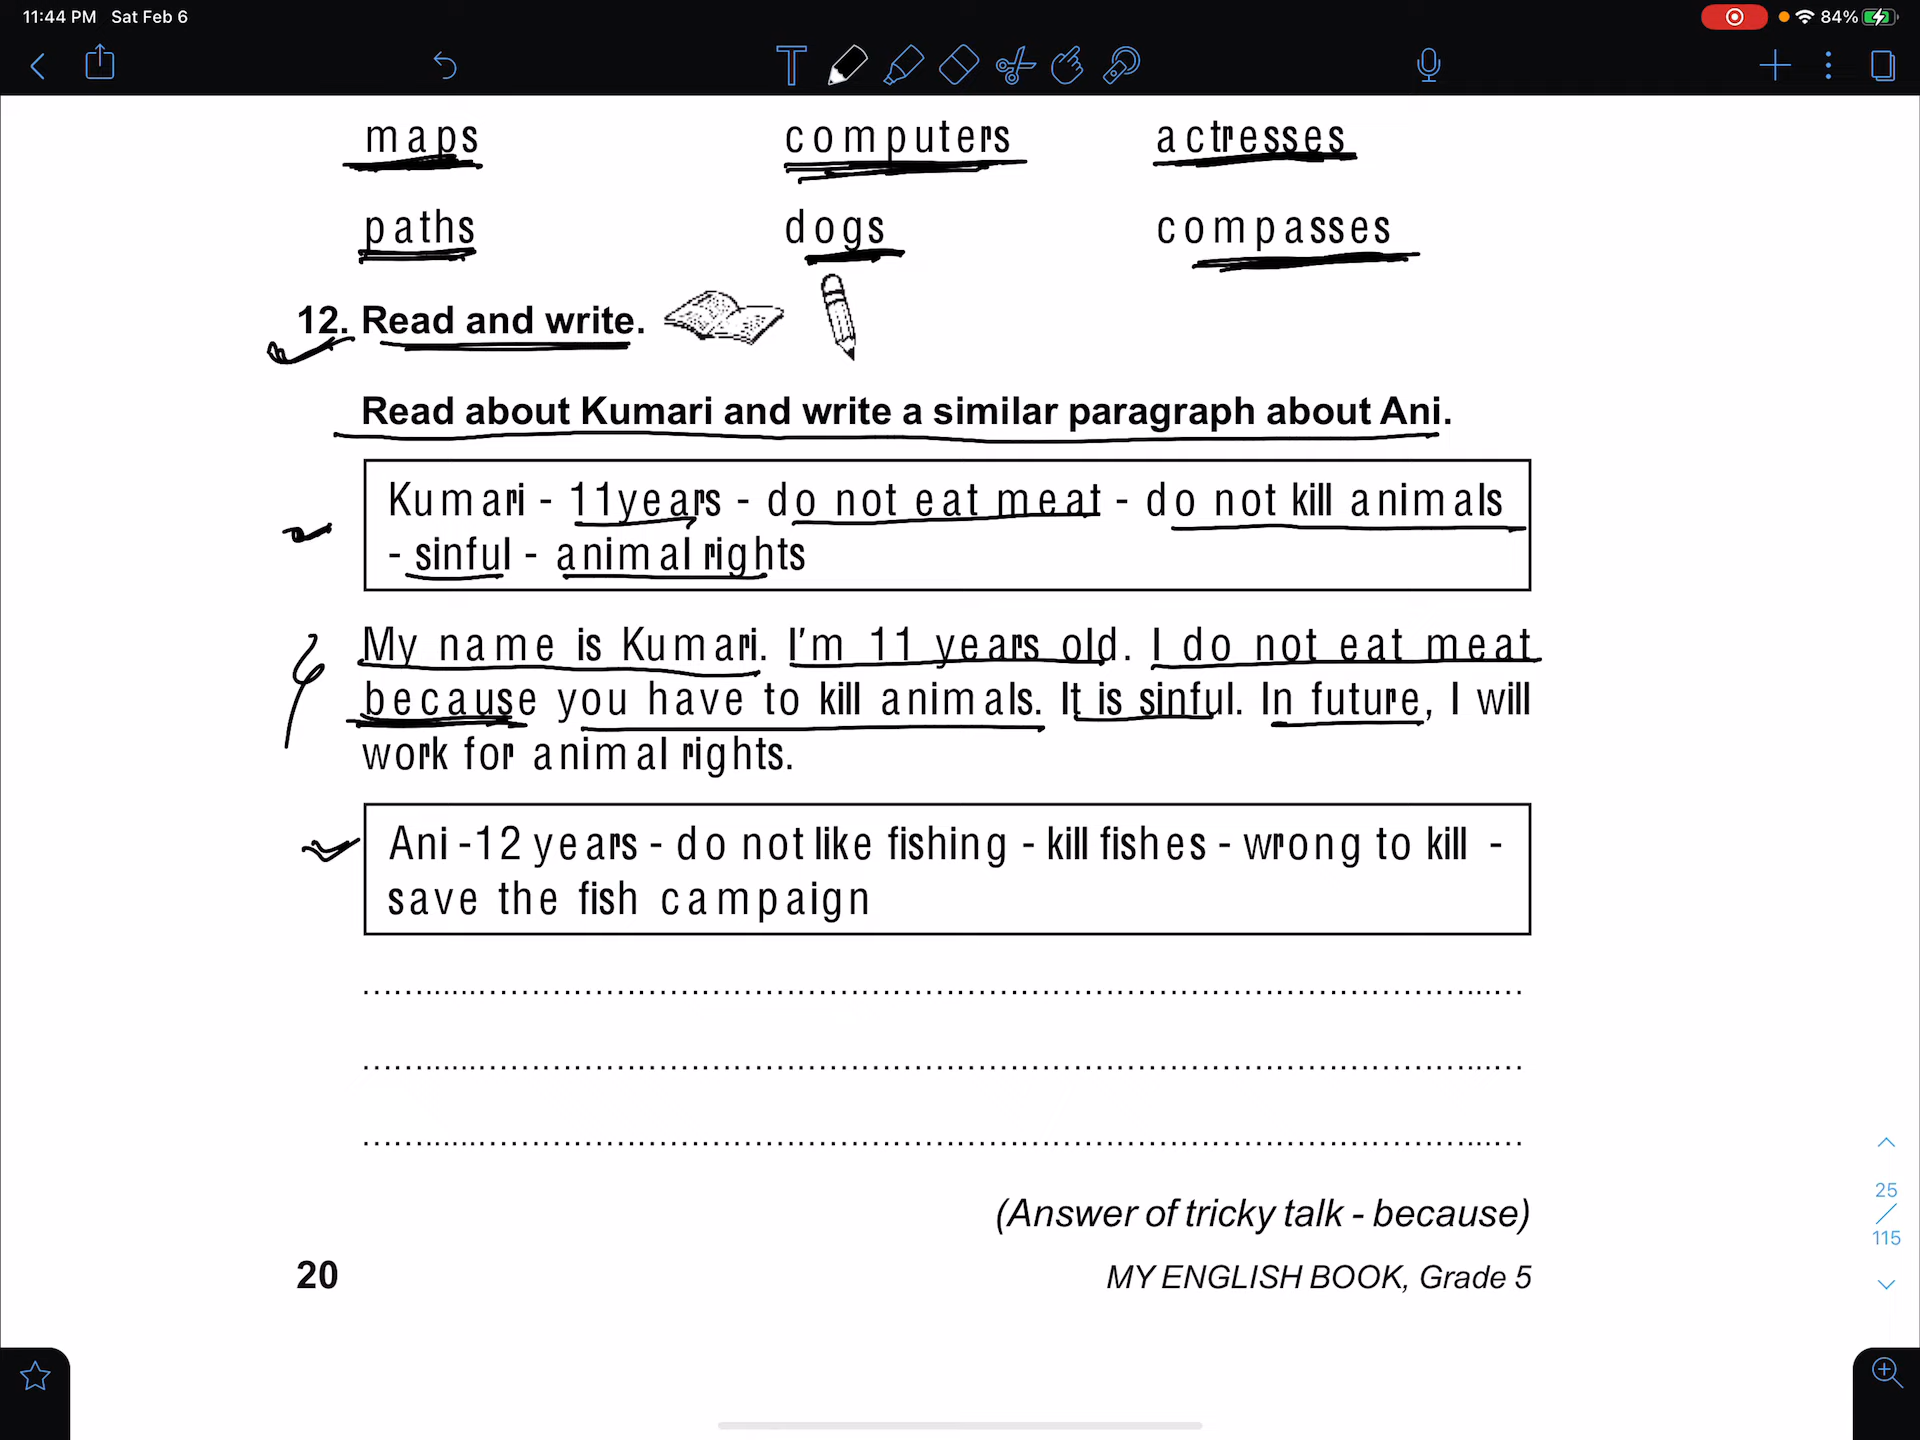 11:44 PM Sat Feb 6 84%
maps computers actresses
paths dogs compasses
12. Read and write.
Read about Kumari and write a similar paragraph about Ani.
Kumari - 11years - do not eat meat - do not kill animals
- sinful - animal rights
My name is Kumari. I'm 11 years old. I do not eat meat
because you have to kill animals. It is sinful. In future, I will
work for animal rights.
Ani -12 years - do not like fishing - kill fishes - wrong to kill -
save the fish campaign
(Answer of tricky talk - because)
20 MY ENGLISH BOOK, Grade 5
25
/
115